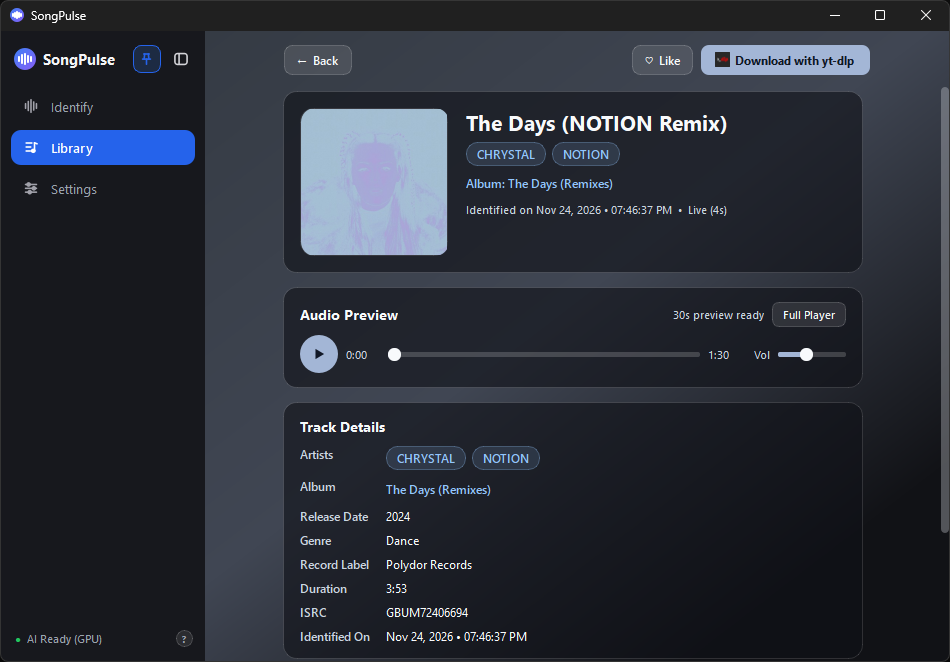 SongPulse
SongPulse
Identify
Library
Settings
AI Ready (GPU)
?
← Back
♡ Like
Download with yt-dlp
The Days (NOTION Remix)
CHRYSTAL NOTION
Album: The Days (Remixes)
Identified on Nov 24, 2026 • 07:46:37 PM • Live (4s)
Audio Preview
30s preview ready
Full Player
0:00
1:30
Vol
Track Details
Artists CHRYSTAL NOTION
Album The Days (Remixes)
Release Date 2024
Genre Dance
Record Label Polydor Records
Duration 3:53
ISRC GBUM72406694
Identified On Nov 24, 2026 • 07:46:37 PM